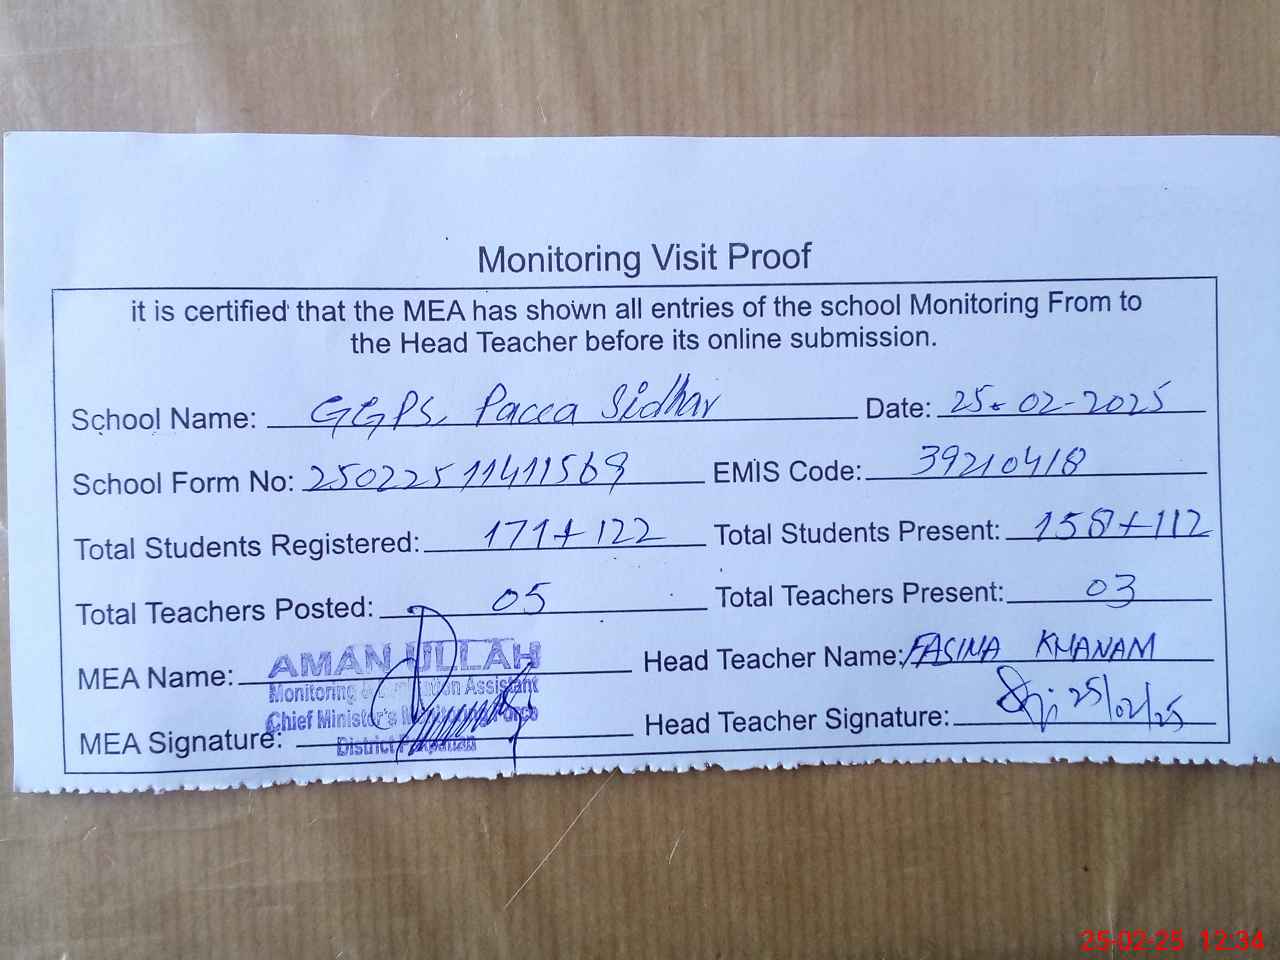 Monitoring Visit Proof
it is certified that the MEA has shown all entries of the school Monitoring From to
the Head Teacher before its online submission.
School Name: GGPS, Pacca Sidhar Date: 25-02-2025
School Form No: 25022511411569 EMIS Code: 39210418
Total Students Registered: 171+122 Total Students Present: 158+112
Total Teachers Posted: 05 Total Teachers Present: 03
MEA Name: AMAN ULLAH Head Teacher Name: FASINA KHANAM
Monitoring & Evaluation Assistant
Chief Minister's Monitoring Force
MEA Signature: District Head Teacher Signature: 25/02/25
25-02-25 12:34